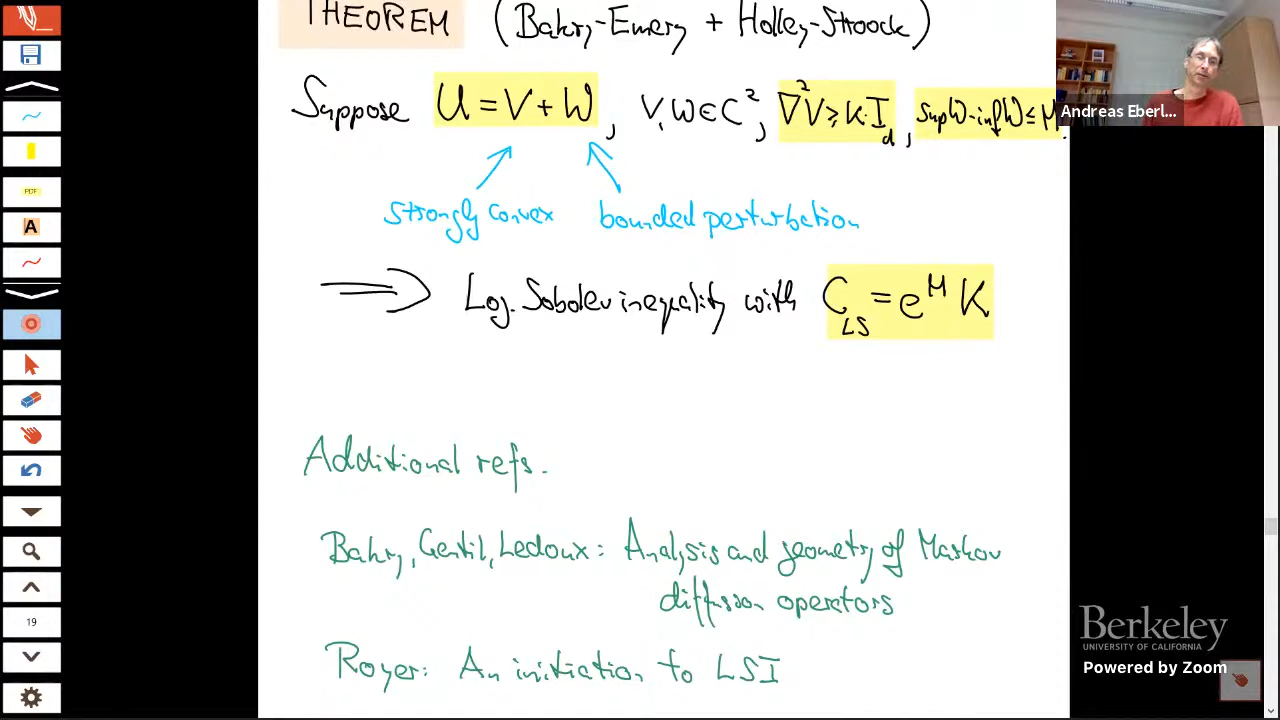 THEOREM (Bakry-Emery + Holley-Stroock)
Suppose U = V + W, V, W ∈ C², ∇²V ≥ K·I_d, sup W - inf W ≤ M.
Andreas Eberl...
strongly convex bounded perturbation
⟹ Log. Sobolev inequality with C_LS = e^M K
Additional refs.
Bakry, Gentil, Ledoux: Analysis and geometry of Markov
diffusion operators
Royer: An initiation to LSI
PDF
A
19
Berkeley
UNIVERSITY OF CALIFORNIA
Powered by Zoom